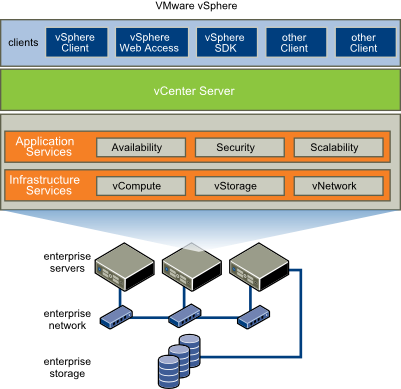 VMware vSphere
clients
vSphere Client
vSphere Web Access
vSphere SDK
other Client
other Client
vCenter Server
Application Services
Availability
Security
Scalability
Infrastructure Services
vCompute
vStorage
vNetwork
enterprise servers
enterprise network
enterprise storage